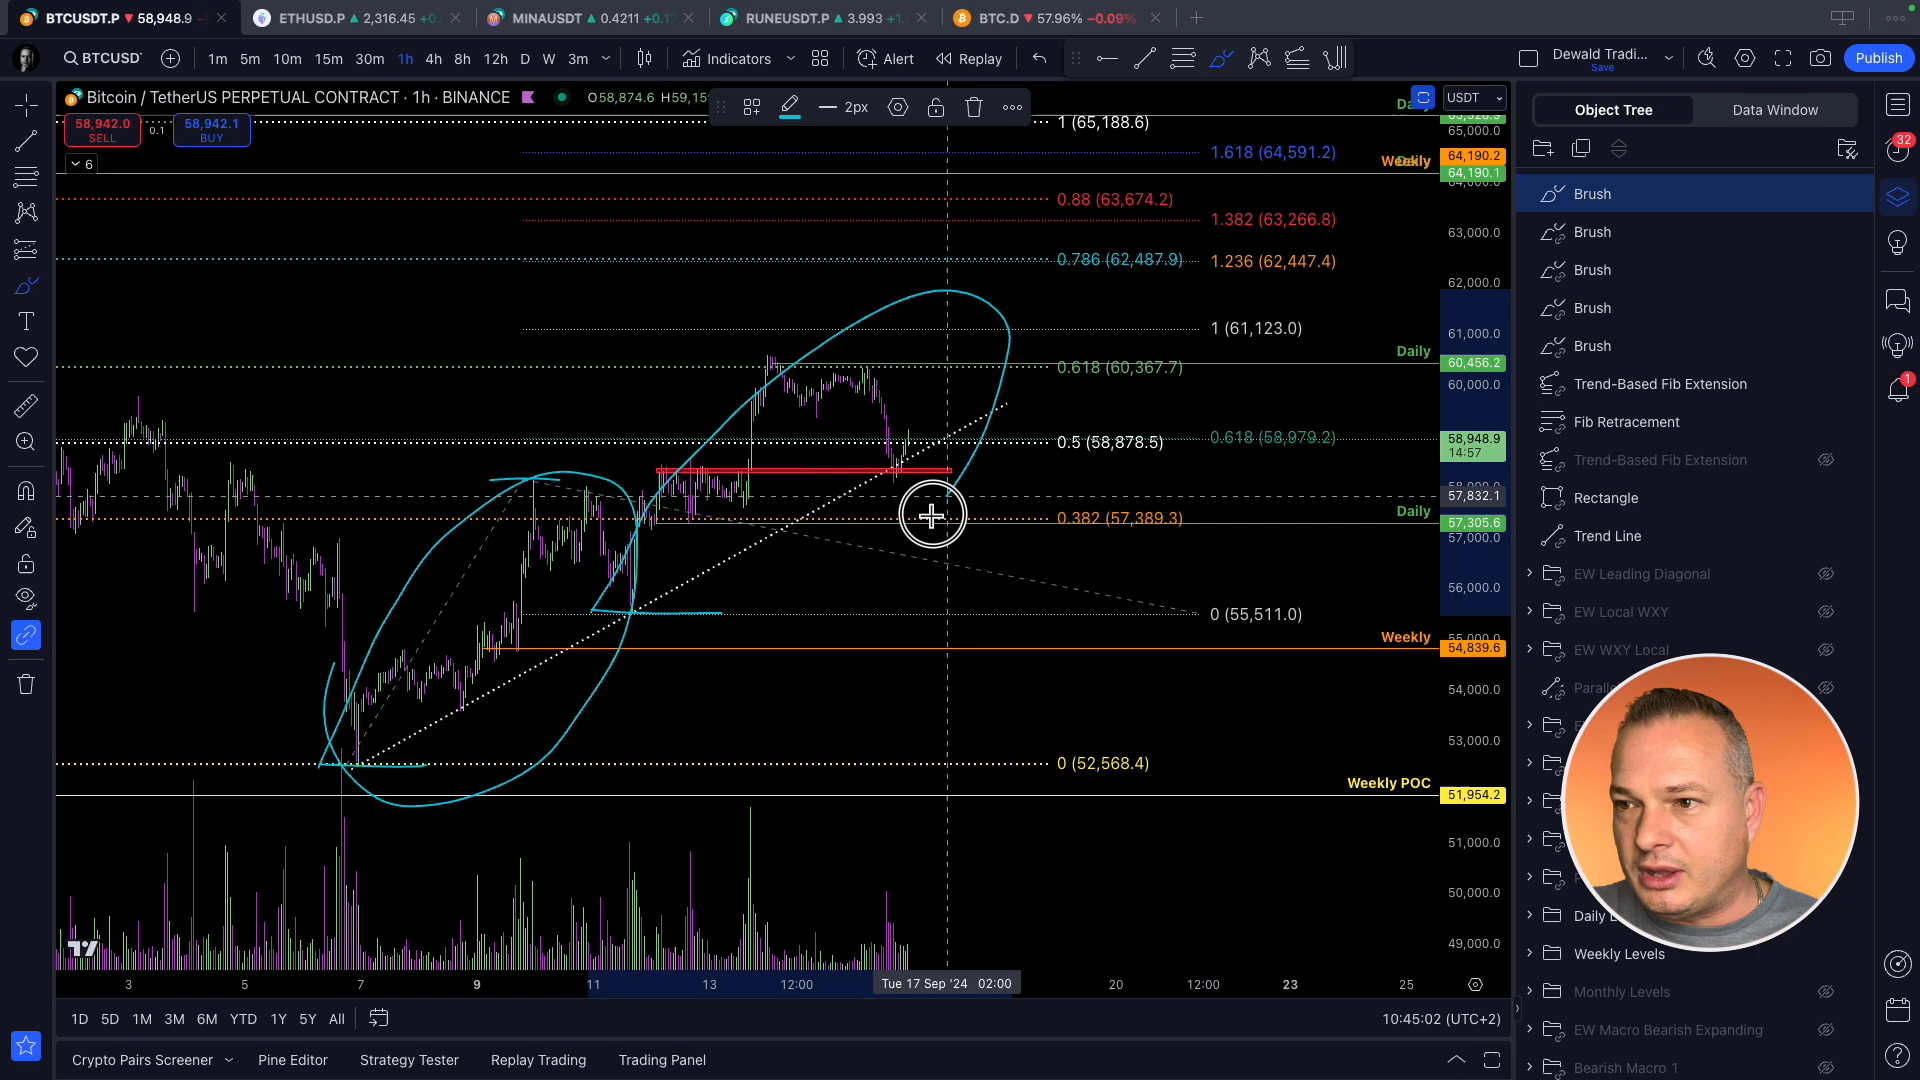 BTCUSDT.P ▼ 58,948.9
ETHUSD.P ▲ 2,316.45
MINAUSDT ▲ 0.4211
RUNEUSDT.P ▲ 3.993
BTC.D ▼ 57.96% −0.09%
BTCUSD
1m 5m 10m 15m 30m 1h 4h 8h 12h D W 3m
Indicators
Alert
Replay
Dewald Tradi...
Save
Publish
Bitcoin / TetherUS PERPETUAL CONTRACT · 1h · BINANCE
O58,874.6
2px
USDT
58,942.0
SELL
0.1
58,942.1
BUY
6
1 (65,188.6)
1.618 (64,591.2)
0.88 (63,674.2)
1.382 (63,266.8)
0.786 (62,487.9)
1.236 (62,447.4)
1 (61,123.0)
0.618 (60,367.7)
0.5 (58,878.5)
0.618 (58,979.2)
0.382 (57,389.3)
0 (55,511.0)
0 (52,568.4)
Weekly
Daily
Daily
Weekly
Weekly POC
65,000.0
64,190.2
64,190.1
63,000.0
62,000.0
61,000.0
60,456.2
60,000.0
58,948.9
14:57
57,832.1
57,305.6
57,000.0
56,000.0
54,839.6
54,000.0
53,000.0
51,954.2
51,000.0
50,000.0
49,000.0
3 5 7 9 11 13 12:00 Tue 17 Sep '24 02:00 20 12:00 23 25
1D 5D 1M 3M 6M YTD 1Y 5Y All
10:45:02 (UTC+2)
Crypto Pairs Screener
Pine Editor
Strategy Tester
Replay Trading
Trading Panel
Object Tree
Data Window
Brush
Brush
Brush
Brush
Brush
Trend-Based Fib Extension
Fib Retracement
Trend-Based Fib Extension
Rectangle
Trend Line
EW Leading Diagonal
EW Local WXY
EW WXY Local
Daily
Weekly Levels
Monthly Levels
EW Macro Bearish Expanding
Bearish Macro 1
32
1